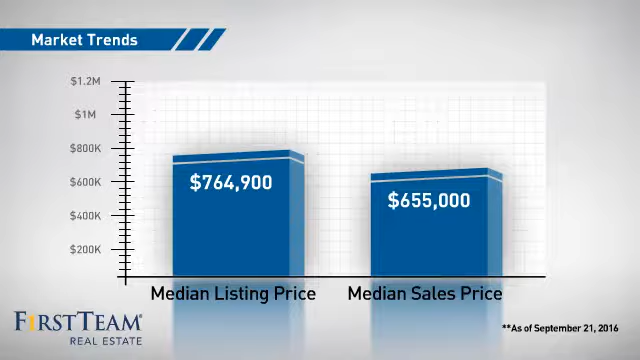 Market Trends
$1.2M
$1M
$800K
$600K
$400K
$200K
$764,900
$655,000
Median Listing Price
Median Sales Price
FIRSTTEAM®
REAL ESTATE
**As of September 21, 2016